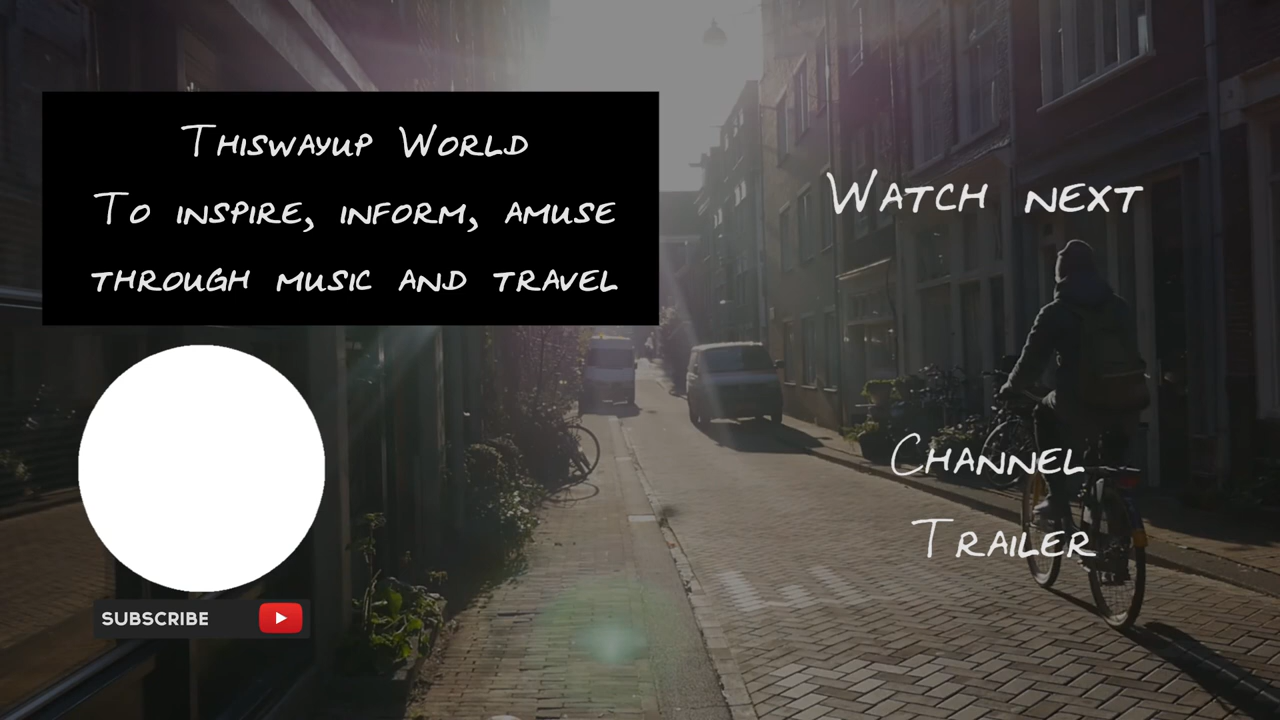 Thiswayup World
To inspire, inform, amuse
through music and travel
Watch next
Channel
Trailer
SUBSCRIBE